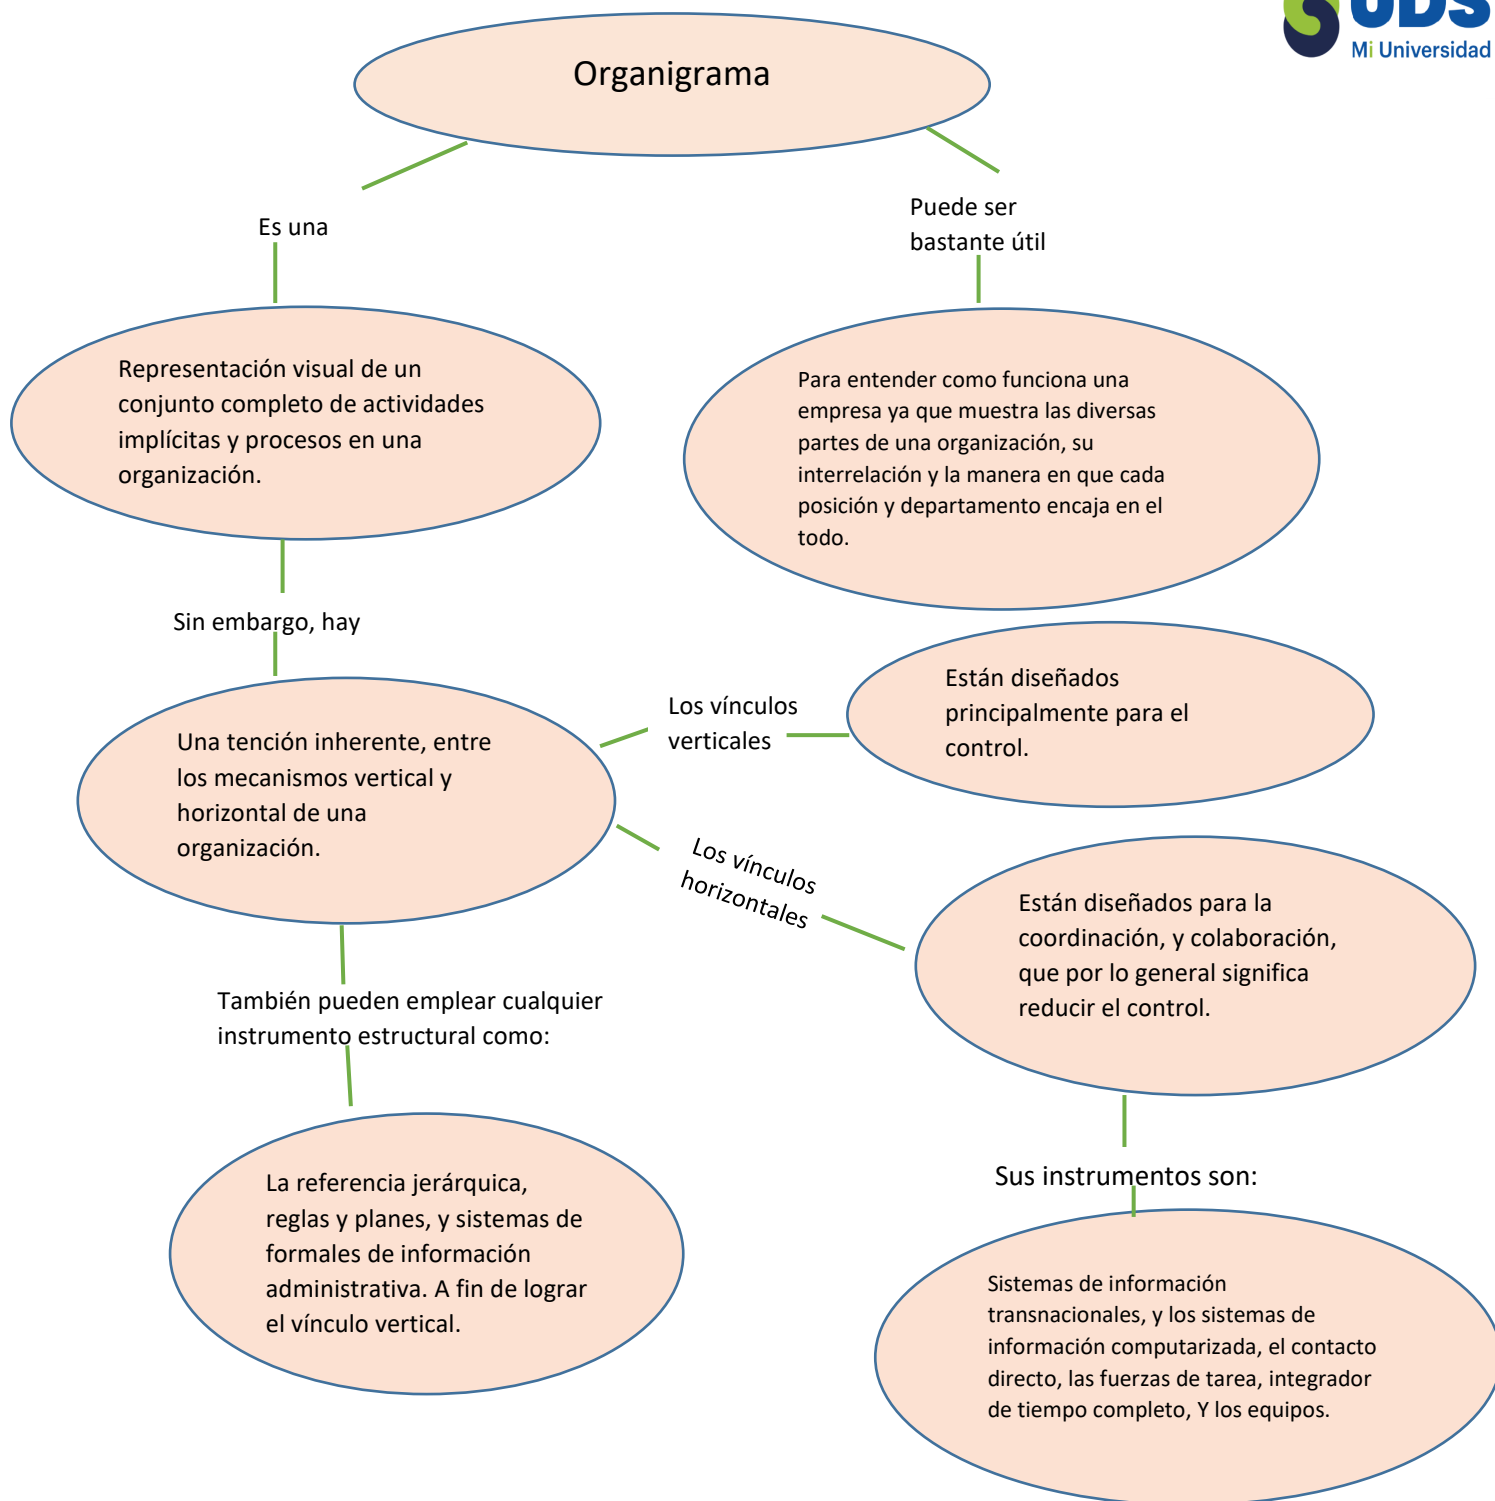 UDS
Mi Universidad
Organigrama
Es una
Puede ser
bastante útil
Representación visual de un
conjunto completo de actividades
implícitas y procesos en una
organización.
Para entender como funciona una
empresa ya que muestra las diversas
partes de una organización, su
interrelación y la manera en que cada
posición y departamento encaja en el
todo.
Sin embargo, hay
Una tención inherente, entre
los mecanismos vertical y
horizontal de una
organización.
Los vínculos
verticales
Están diseñados
principalmente para el
control.
Los vínculos
horizontales
Están diseñados para la
coordinación, y colaboración,
que por lo general significa
reducir el control.
También pueden emplear cualquier
instrumento estructural como:
La referencia jerárquica,
reglas y planes, y sistemas de
formales de información
administrativa. A fin de lograr
el vínculo vertical.
Sus instrumentos son:
Sistemas de información
transnacionales, y los sistemas de
información computarizada, el contacto
directo, las fuerzas de tarea, integrador
de tiempo completo, Y los equipos.